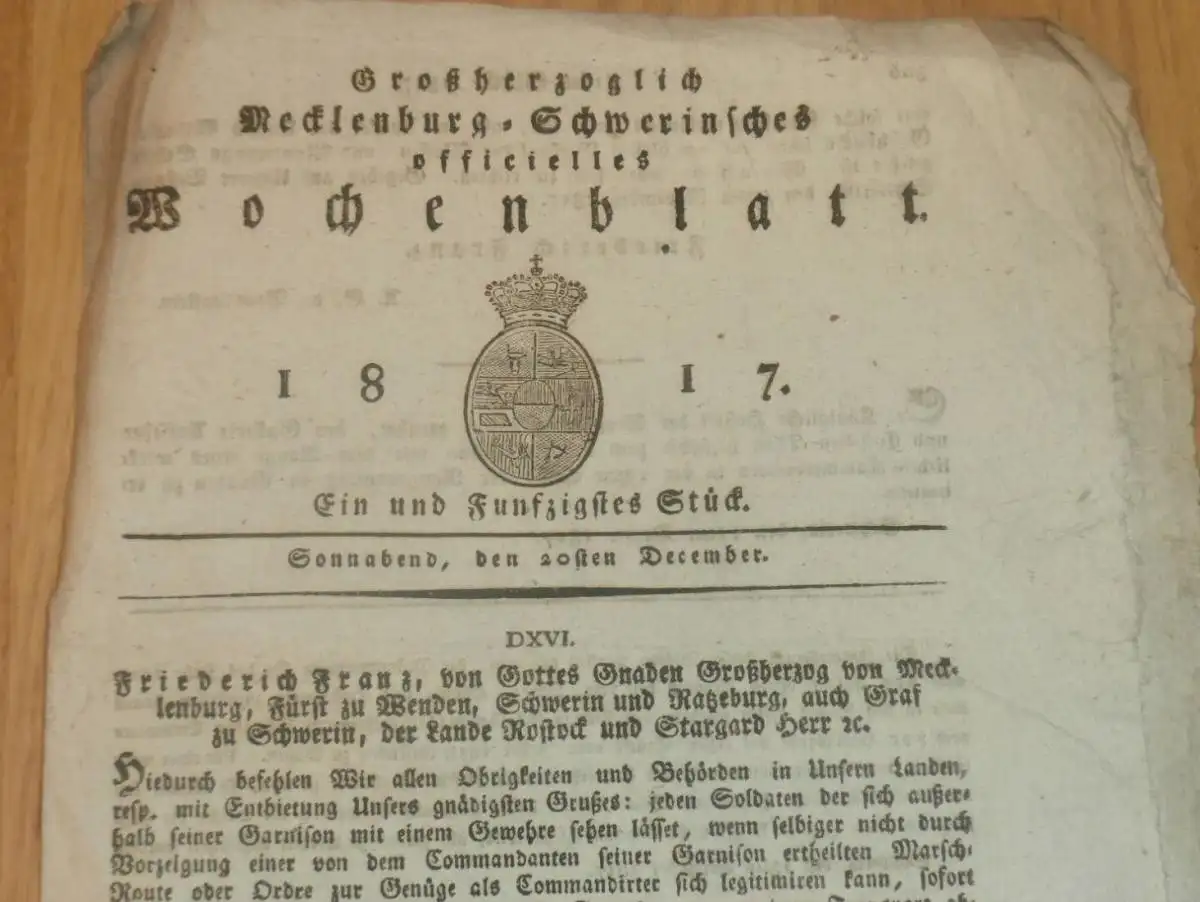 Großherzoglich
Mecklenburg-Schwerinsches
officielles
Wochenblatt.
1817.
Ein und Funfzigstes Stück.
Sonnabend, den 20sten December.
DXVI.
Friederich Franz, von Gottes Gnaden Großherzog von Meck-
lenburg, Fürst zu Wenden, Schwerin und Ratzeburg, auch Graf
zu Schwerin, der Lande Rostock und Stargard Herr ꝛc.
Hiedurch befehlen Wir allen Obrigkeiten und Behörden in Unsern Landen,
resp. mit Entbietung Unsers gnädigsten Grußes: jeden Soldaten der sich außer-
halb seiner Garnison mit einem Gewehre sehen lässet, wenn selbiger nicht durch
Vorzeigung einer von dem Commandanten seiner Garnison ertheilten Marsch-
Route oder Ordre zur Genüge als Commandirter sich legitimiren kann, sofort